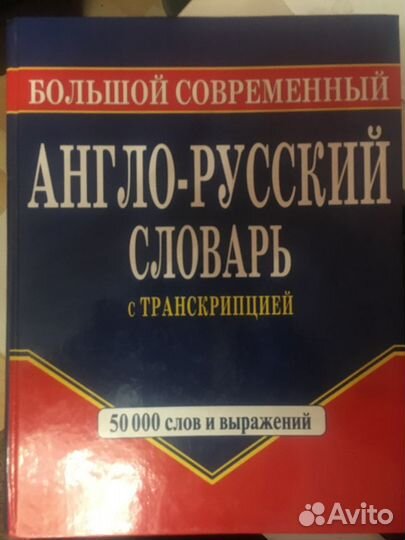 БОЛЬШОЙ СОВРЕМЕННЫЙ
АНГЛО-РУССКИЙ
СЛОВАРЬ
с ТРАНСКРИПЦИЕЙ
50 000 слов и выражений
Avito